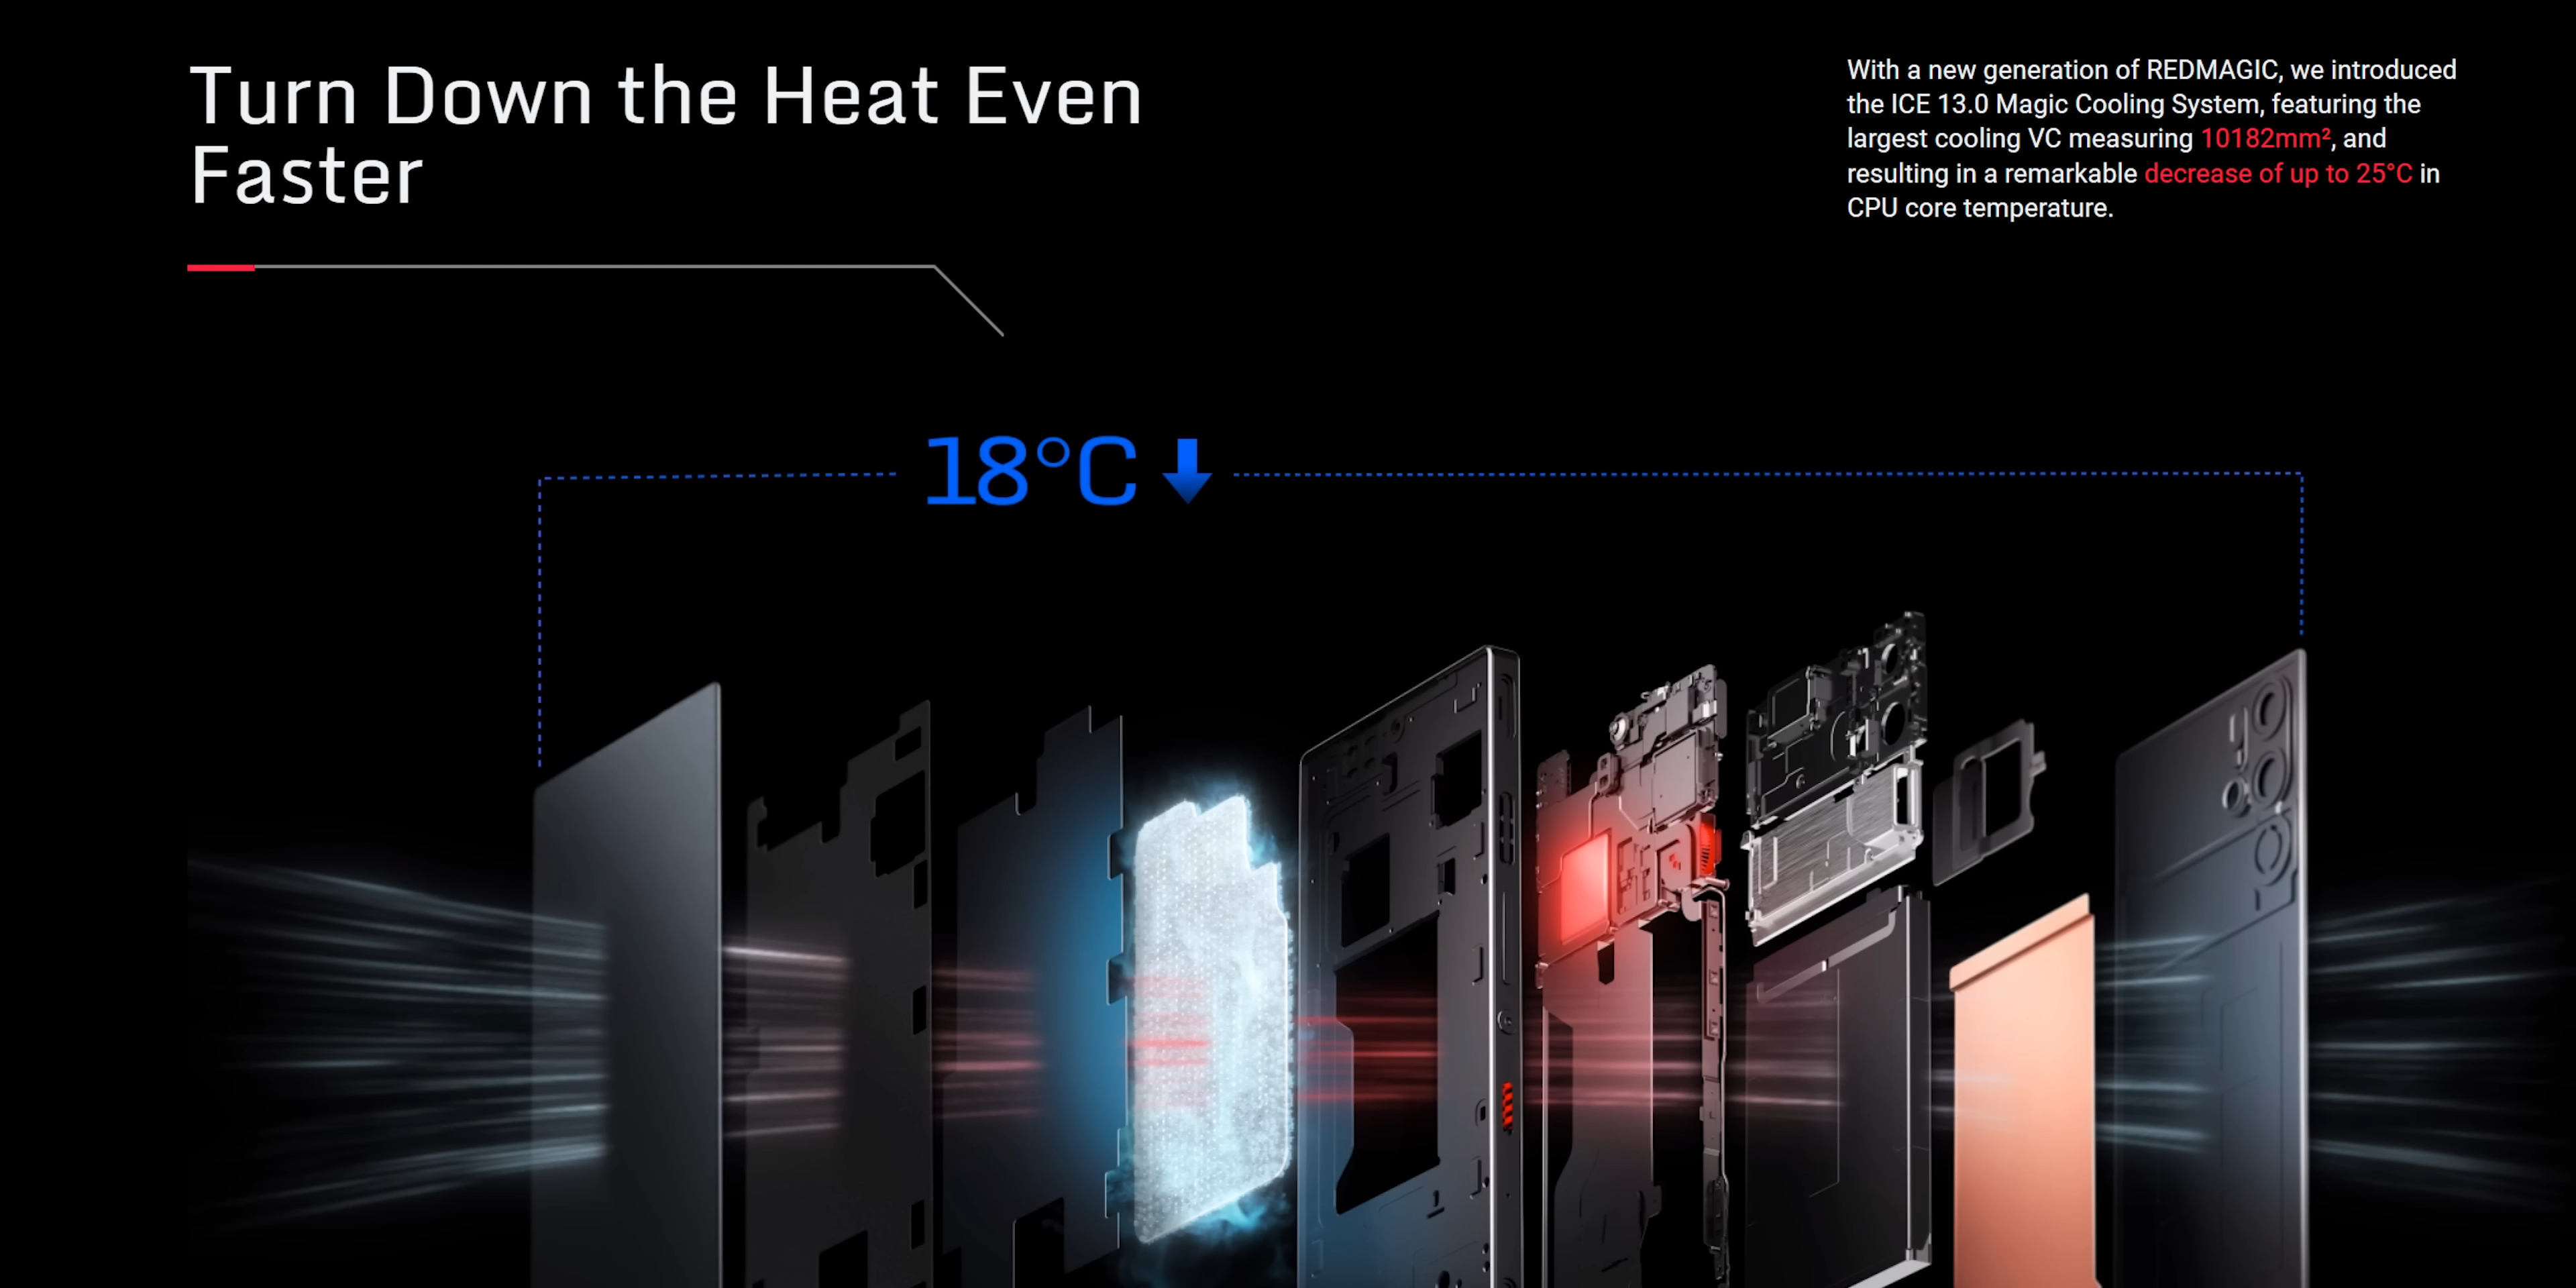 Turn Down the Heat Even
Faster
With a new generation of REDMAGIC, we introduced
the ICE 13.0 Magic Cooling System, featuring the
largest cooling VC measuring 10182mm², and
resulting in a remarkable decrease of up to 25°C in
CPU core temperature.
18°C